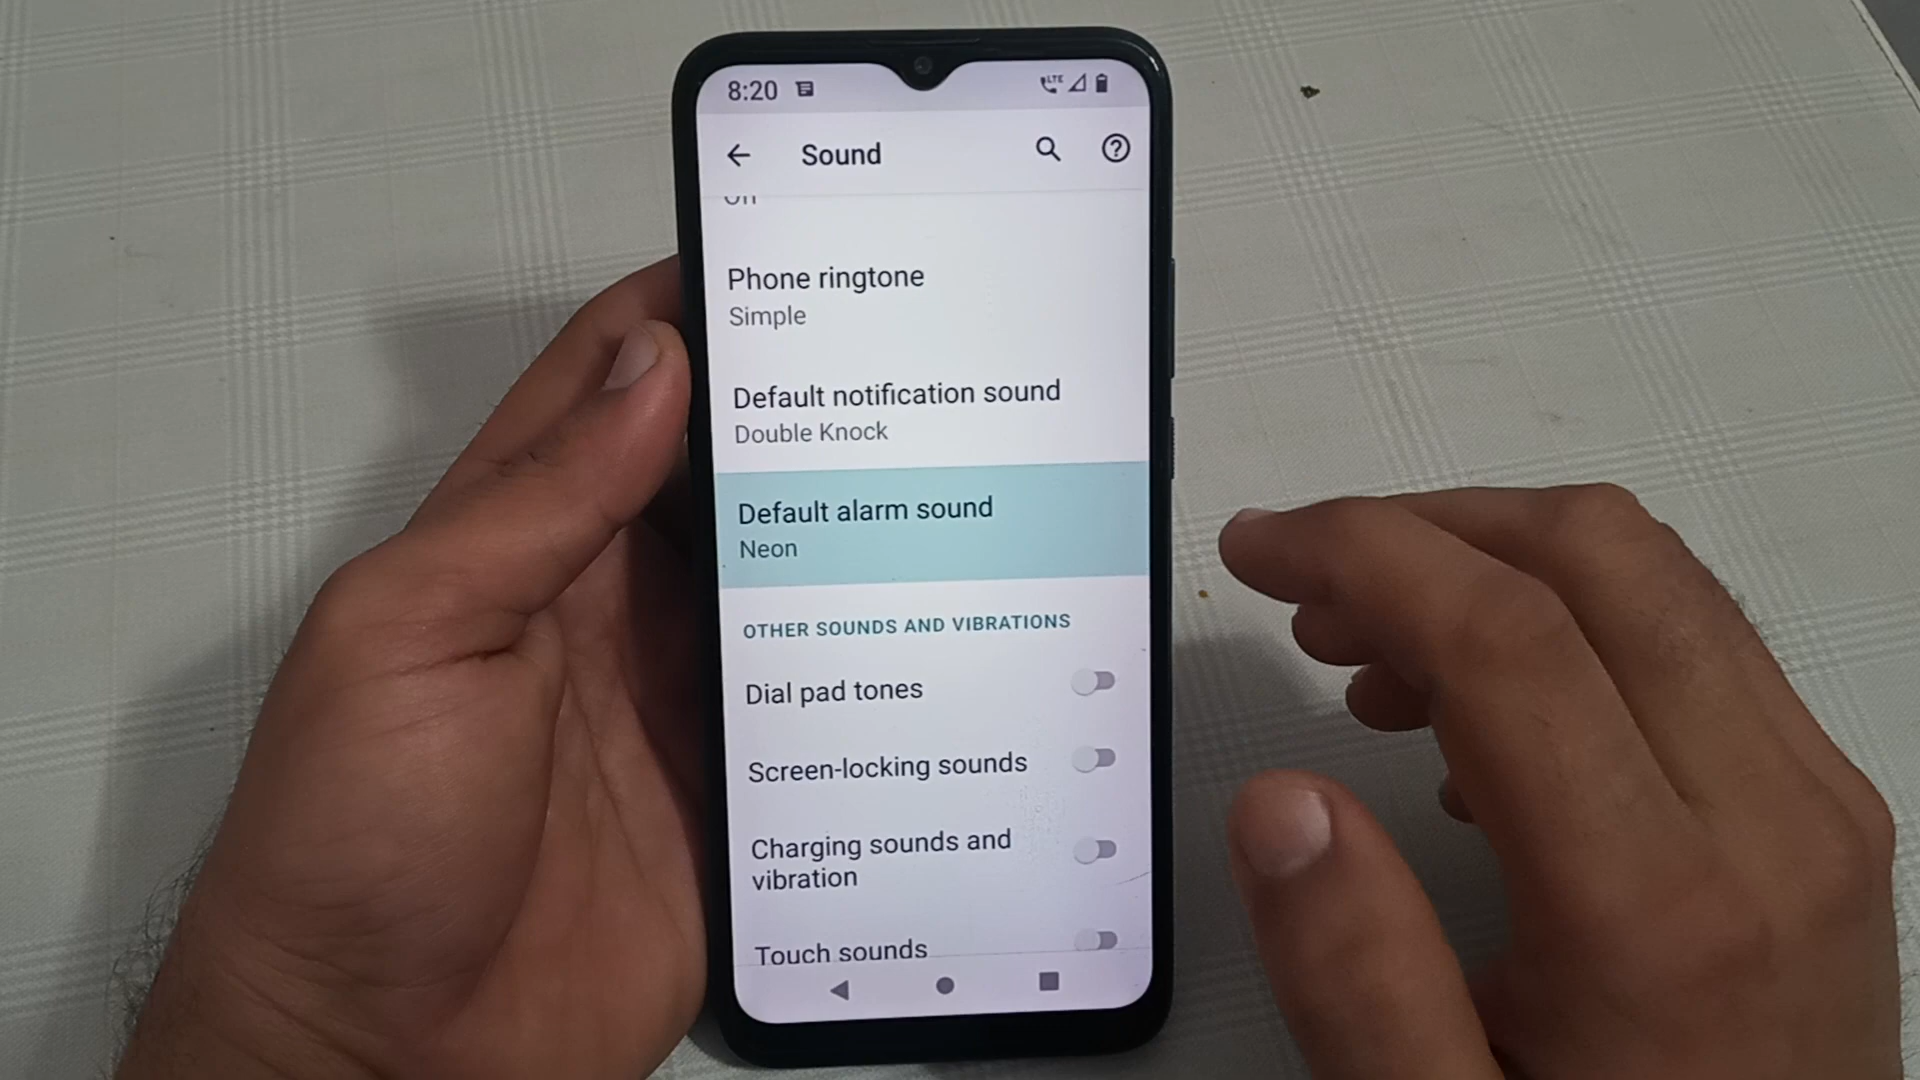 8:20
LTE
Sound
Phone ringtone
Simple
Default notification sound
Double Knock
Default alarm sound
Neon
OTHER SOUNDS AND VIBRATIONS
Dial pad tones
Screen-locking sounds
Charging sounds and
vibration
Touch sounds